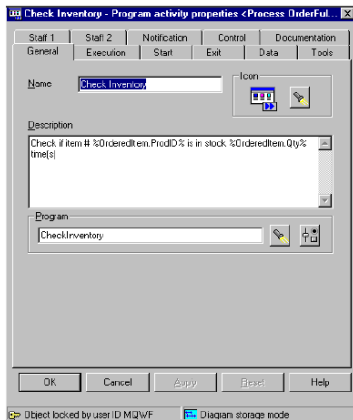 Check Inventory - Program activity properties <Process OrderFul...
Staff 1 Staff 2 Notification Control Documentation
General Execution Start Exit Data Tools
Name Check Inventory Icon
Description
Check if item # %OrderedItem.ProdID% is in stock %OrderedItem.Qty%
time(s)
Program
CheckInventory
OK Cancel Apply Reset Help
Object locked by user ID MQWF Diagram storage mode